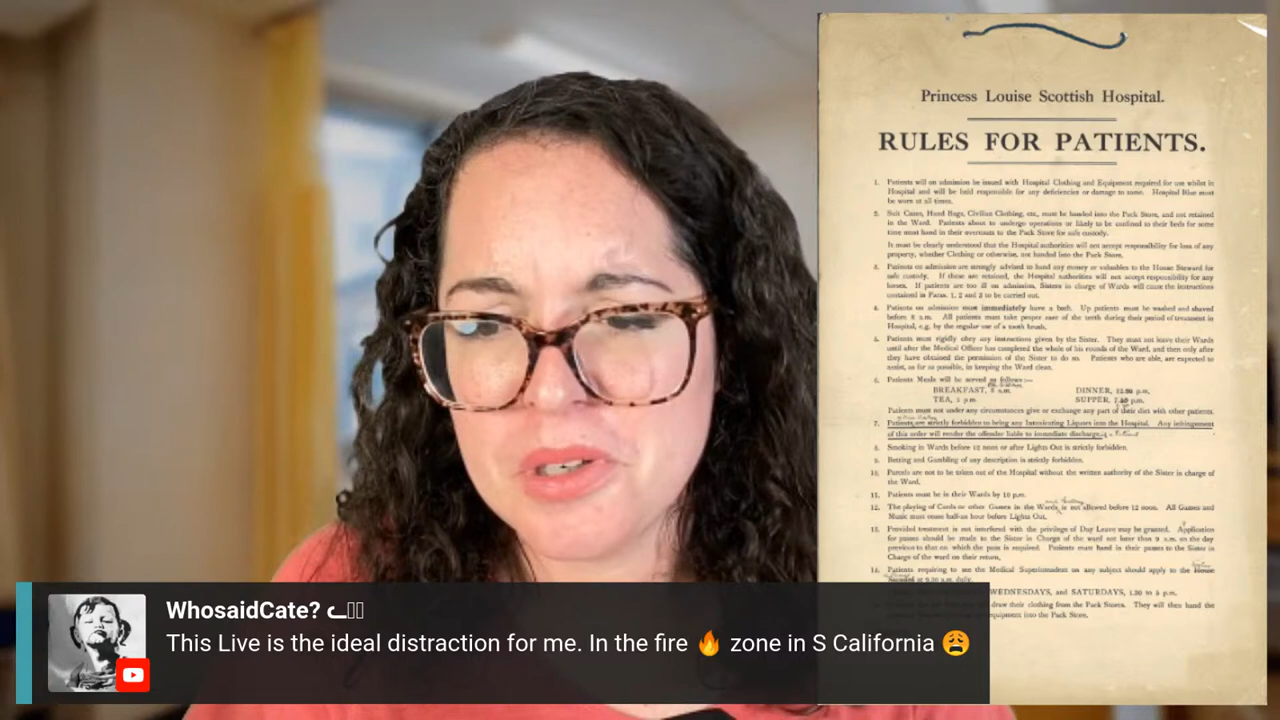 Princess Louise Scottish Hospital.
RULES FOR PATIENTS.
1. Patients will on admission be issued with Hospital Clothing and Equipment required for use whilst in
Hospital and will be held responsible for any deficiencies or damage to same. Hospital Blue must
be worn at all times.
2. Suit Cases, Hand Bags, Civilian Clothing, etc., must be handed into the Pack Store, and not retained
in the Ward. Patients about to undergo operations or likely to be confined to their beds for some
time must hand in their overcoats to the Pack Store for safe custody.
It must be clearly understood that the Hospital authorities will not accept responsibility for loss of any
property, whether Clothing or otherwise, not handed into the Pack Store.
3. Patients on admission are strongly advised to hand any money or valuables to the House Steward for
safe custody. If these are retained, the Hospital authorities will not accept responsibility for any
losses. If patients are too ill on admission, Sisters in charge of Wards will cause the instructions
contained in Paras. 1, 2 and 3 to be carried out.
4. Patients on admission must immediately have a bath. Up patients must be washed and shaved
before 8 a.m. All patients must take proper care of the teeth during their period of treatment in
Hospital, e.g. by the regular use of a tooth brush.
5. Patients must rigidly obey any instructions given by the Sister. They must not leave their Wards
until after the Medical Officer has completed the whole of his rounds of the Ward, and then only after
they have obtained the permission of the Sister to do so. Patients who are able, are expected to
assist, as far as possible, in keeping the Ward clean.
6. Patients Meals will be served as follows:—
BREAKFAST, 8 a.m. DINNER, 12.30 p.m.
TEA, 5 p.m. SUPPER, 7.30 p.m.
Patients must not under any circumstances give or exchange any part of their diet with other patients.
7. Patients are strictly forbidden to bring any Intoxicating Liquors into the Hospital. Any infringement
of this order will render the offender liable to immediate discharge
8. Smoking in Wards before 12 noon or after Lights Out is strictly forbidden.
9. Betting and Gambling of any description is strictly forbidden.
10. Parcels are not to be taken out of the Hospital without the written authority of the Sister in charge of
the Ward.
11. Patients must be in their Wards by 10 p.m.
12. The playing of Cards or other Games in the Wards is not allowed before 12 noon. All Games and
Music must cease half-an hour before Lights Out.
13. Provided treatment is not interfered with the privilege of Day Leave may be granted. Application
for passes should be made to the Sister in Charge of the ward not later than 9 a.m. on the day
previous to that on which the pass is required. Patients must hand in their passes to the Sister in
Charge of the ward on their return.
14. Patients requiring to see the Medical Superintendent on any subject should apply to the House
at 9.30 a.m. daily.
WEDNESDAYS, and SATURDAYS, 1.30 to 5 p.m.
draw their clothing from the Pack Stores. They will then hand the
equipment into the Pack Stores.
WhosaidCate?
This Live is the ideal distraction for me. In the fire 🔥 zone in S California 😩